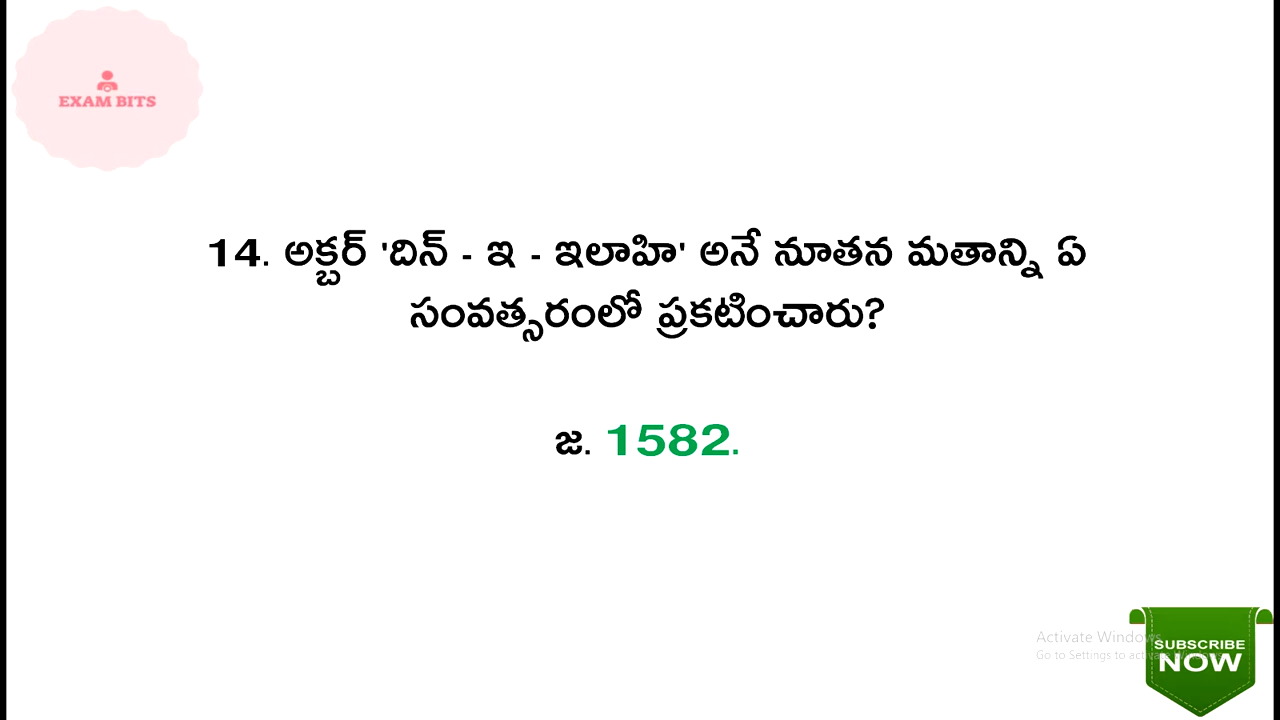 EXAM BITS
14. అక్బర్ 'దిన్ - ఇ - ఇలాహి' అనే నూతన మతాన్ని ఏ
సంవత్సరంలో ప్రకటించారు?
జ. 1582.
Activate Windows
Go to Settings to activate Windows.
SUBSCRIBE
NOW